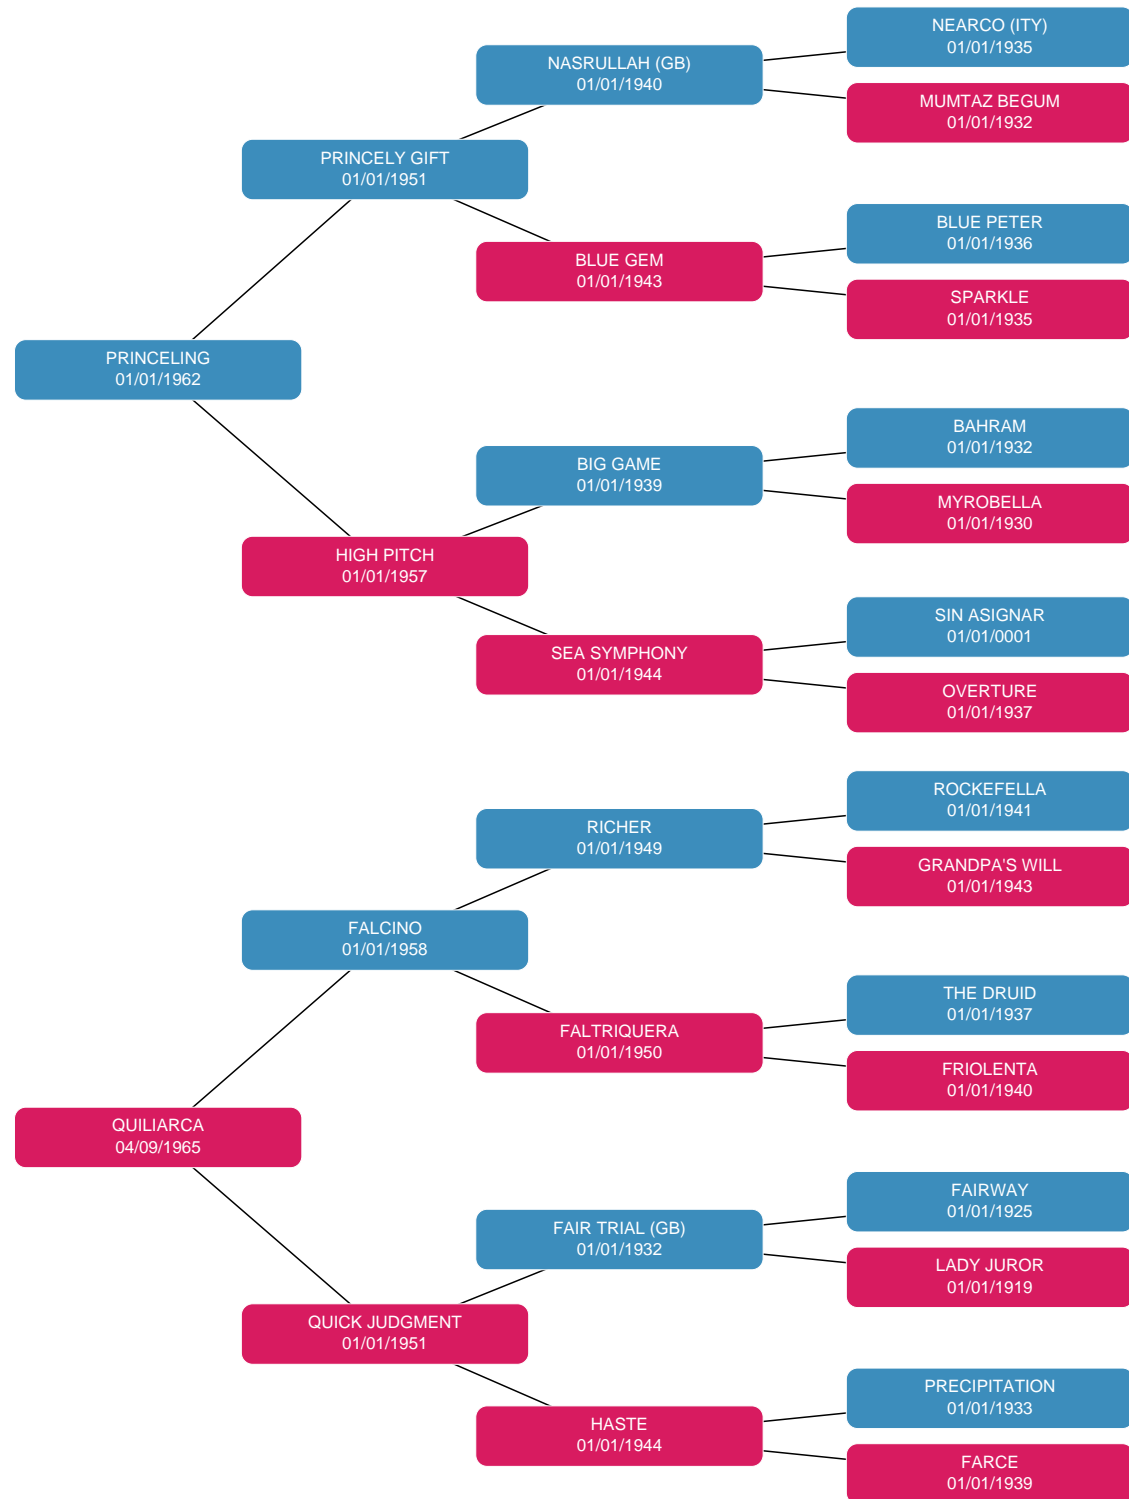 NEARCO (ITY)
01/01/1935
NASRULLAH (GB)
01/01/1940
MUMTAZ BEGUM
01/01/1932
PRINCELY GIFT
01/01/1951
BLUE PETER
01/01/1936
BLUE GEM
01/01/1943
SPARKLE
01/01/1935
PRINCELING
01/01/1962
BAHRAM
01/01/1932
BIG GAME
01/01/1939
MYROBELLA
01/01/1930
HIGH PITCH
01/01/1957
SIN ASIGNAR
01/01/0001
SEA SYMPHONY
01/01/1944
OVERTURE
01/01/1937
ROCKEFELLA
01/01/1941
RICHER
01/01/1949
GRANDPA'S WILL
01/01/1943
FALCINO
01/01/1958
THE DRUID
01/01/1937
FALTRIQUERA
01/01/1950
FRIOLENTA
01/01/1940
QUILIARCA
04/09/1965
FAIRWAY
01/01/1925
FAIR TRIAL (GB)
01/01/1932
LADY JUROR
01/01/1919
QUICK JUDGMENT
01/01/1951
PRECIPITATION
01/01/1933
HASTE
01/01/1944
FARCE
01/01/1939